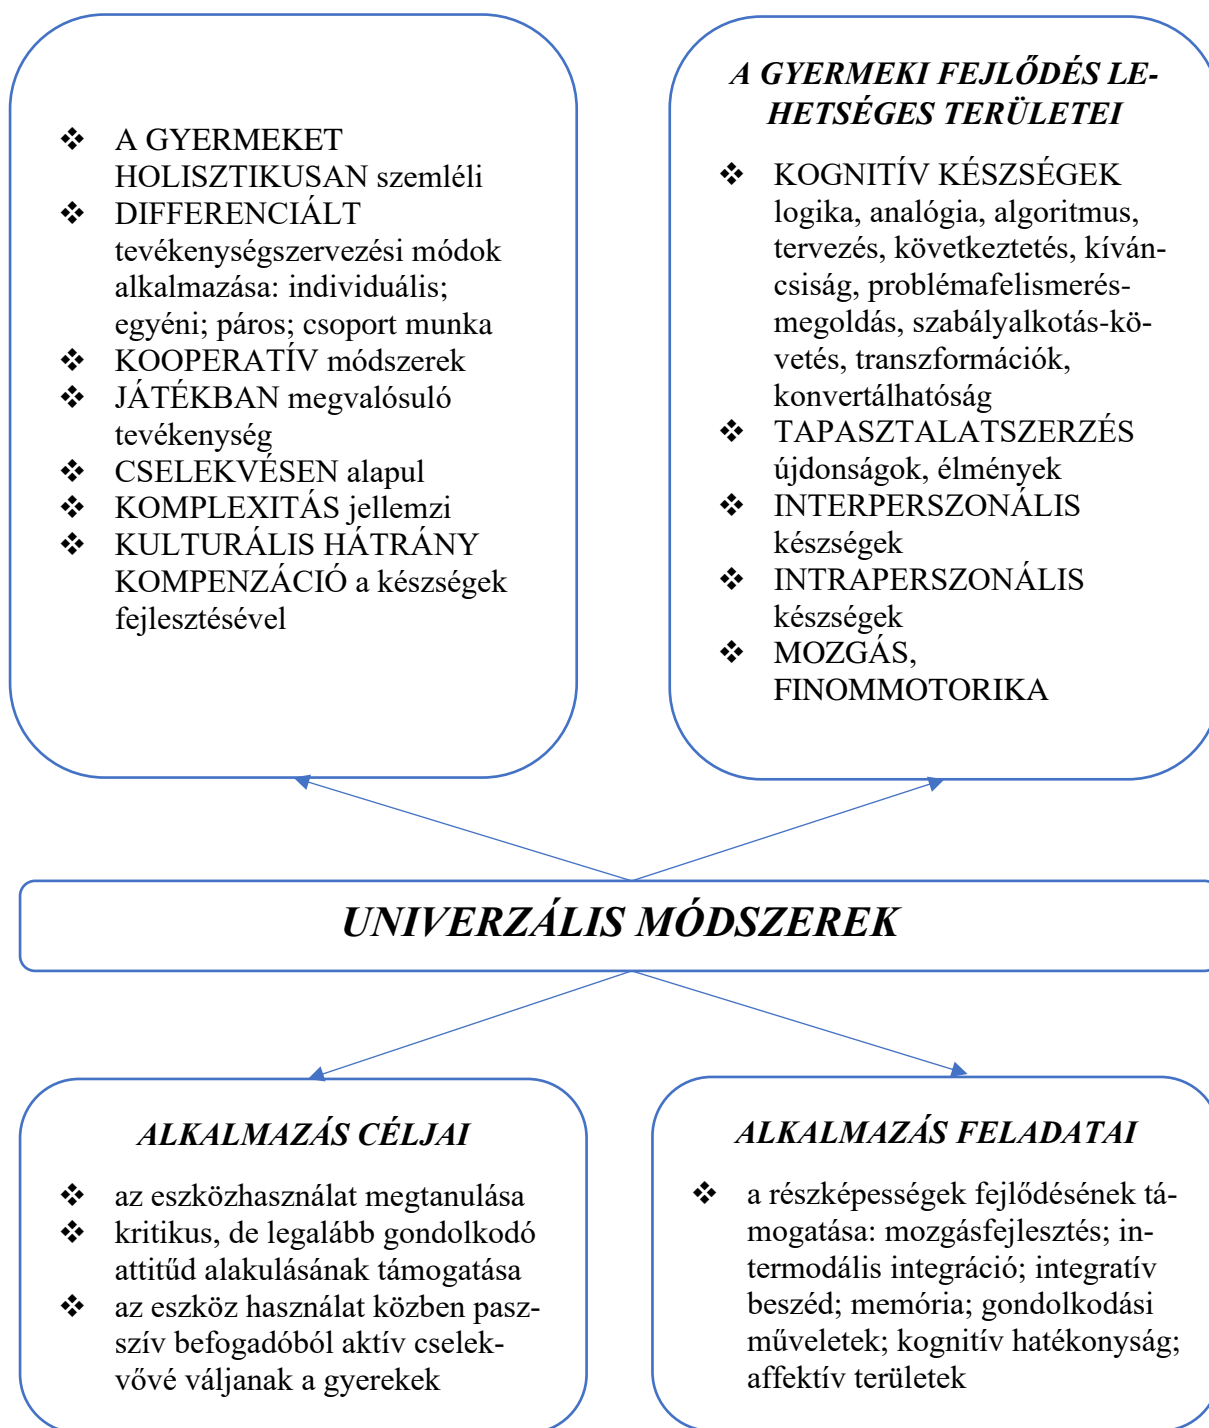 ❖ A GYERMEKET
HOLISZTIKUSAN szemléli
❖ DIFFERENCIÁLT
tevékenységszervezési módok
alkalmazása: individuális;
egyéni; páros; csoport munka
❖ KOOPERATÍV módszerek
❖ JÁTÉKBAN megvalósuló
tevékenység
❖ CSELEKVÉSEN alapul
❖ KOMPLEXITÁS jellemzi
❖ KULTURÁLIS HÁTRÁNY
KOMPENZÁCIÓ a készségek
fejlesztésével
A GYERMEKI FEJLŐDÉS LE-
HETSÉGES TERÜLETEI
❖ KOGNITÍV KÉSZSÉGEK
logika, analógia, algoritmus,
tervezés, következtetés, kíván-
csiság, problémafelismerés-
megoldás, szabályalkotás-kö-
vetés, transzformációk,
konvertálhatóság
❖ TAPASZTALATSZERZÉS
újdonságok, élmények
❖ INTERPERSZONÁLIS
készségek
❖ INTRAPERSZONÁLIS
készségek
❖ MOZGÁS,
FINOMMOTORIKA
UNIVERZÁLIS MÓDSZEREK
ALKALMAZÁS CÉLJAI
❖ az eszközhasználat megtanulása
❖ kritikus, de legalább gondolkodó
attitűd alakulásának támogatása
❖ az eszköz használat közben pasz-
szív befogadóból aktív cselek-
vővé váljanak a gyerekek
ALKALMAZÁS FELADATAI
❖ a részképességek fejlődésének tá-
mogatása: mozgásfejlesztés; in-
termodális integráció; integratív
beszéd; memória; gondolkodási
műveletek; kognitív hatékonyság;
affektív területek